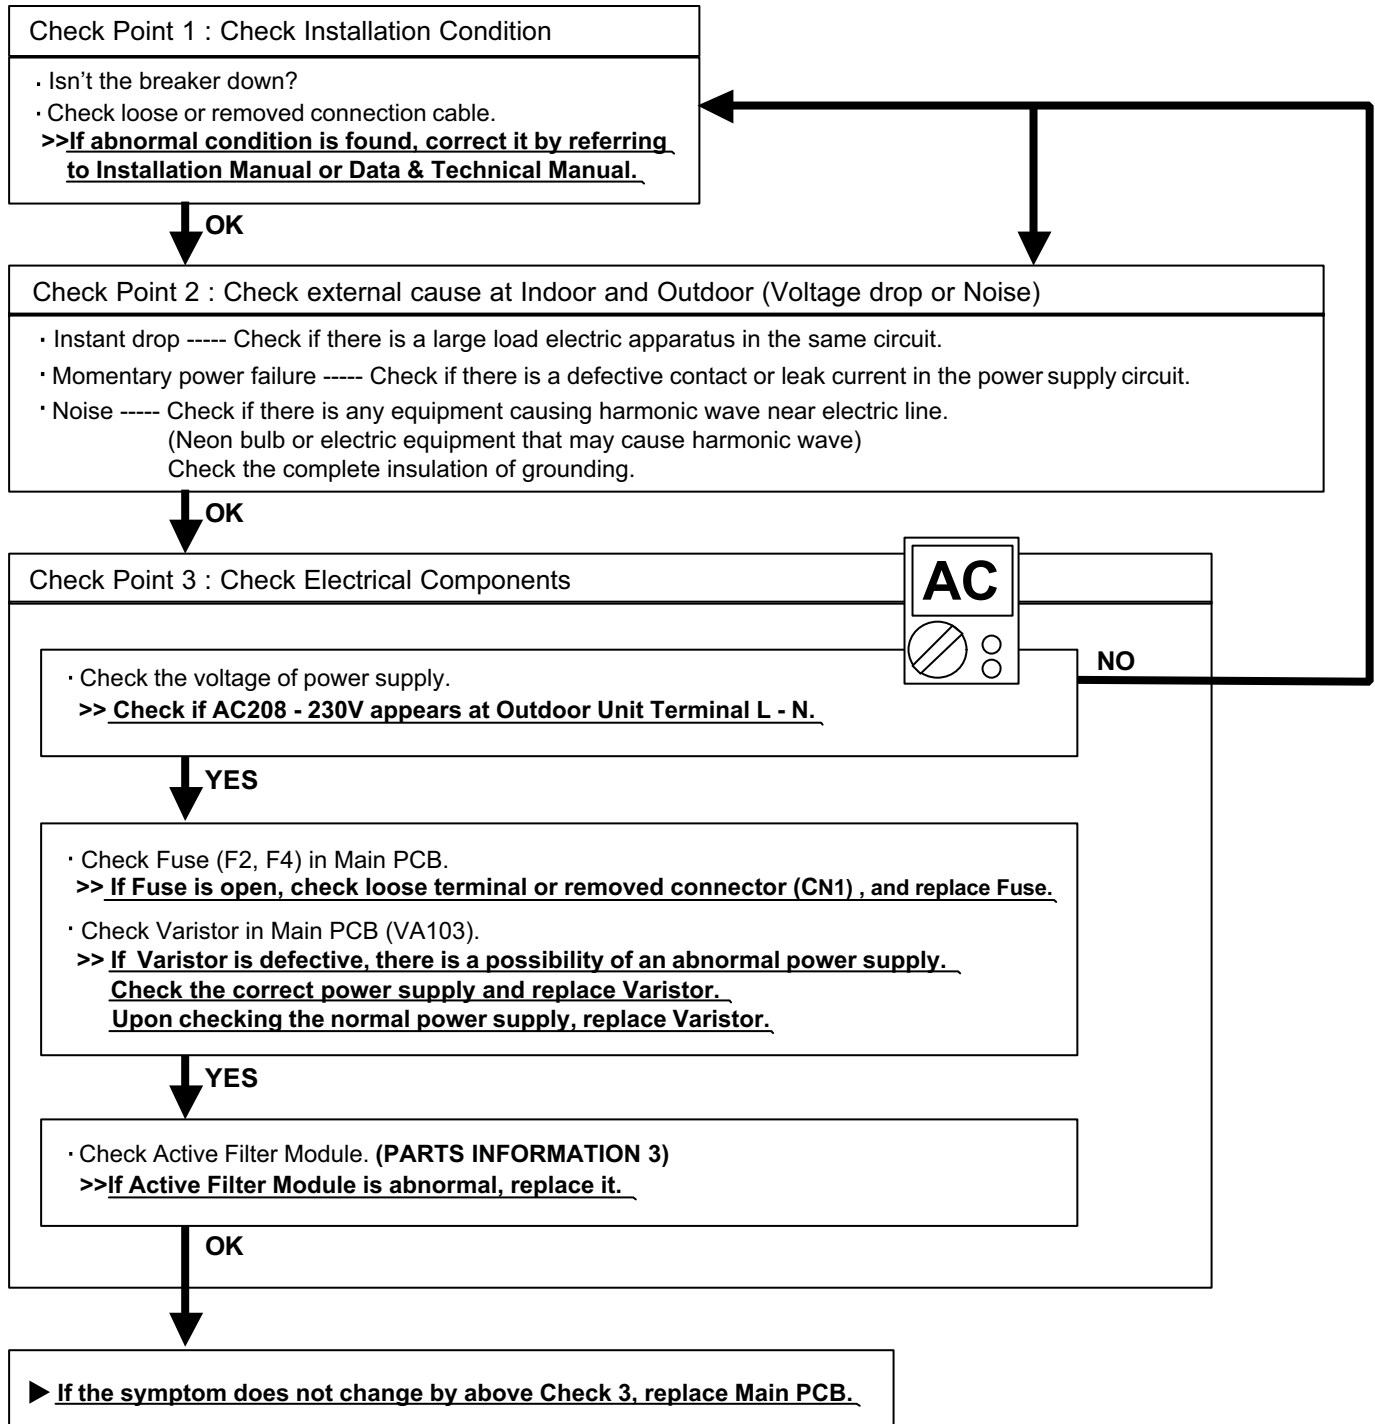 Check Point 1 : Check Installation Condition
· Isn't the breaker down?
· Check loose or removed connection cable.
>>If abnormal condition is found, correct it by referring
to Installation Manual or Data & Technical Manual.
OK
Check Point 2 : Check external cause at Indoor and Outdoor (Voltage drop or Noise)
· Instant drop ----- Check if there is a large load electric apparatus in the same circuit.
· Momentary power failure ----- Check if there is a defective contact or leak current in the power supply circuit.
· Noise ----- Check if there is any equipment causing harmonic wave near electric line.
(Neon bulb or electric equipment that may cause harmonic wave)
Check the complete insulation of grounding.
OK
Check Point 3 : Check Electrical Components
AC
NO
· Check the voltage of power supply.
>> Check if AC208 - 230V appears at Outdoor Unit Terminal L - N.
YES
· Check Fuse (F2, F4) in Main PCB.
>> If Fuse is open, check loose terminal or removed connector (CN1) , and replace Fuse.
· Check Varistor in Main PCB (VA103).
>> If Varistor is defective, there is a possibility of an abnormal power supply.
Check the correct power supply and replace Varistor.
Upon checking the normal power supply, replace Varistor.
YES
· Check Active Filter Module. (PARTS INFORMATION 3)
>>If Active Filter Module is abnormal, replace it.
OK
▶ If the symptom does not change by above Check 3, replace Main PCB.